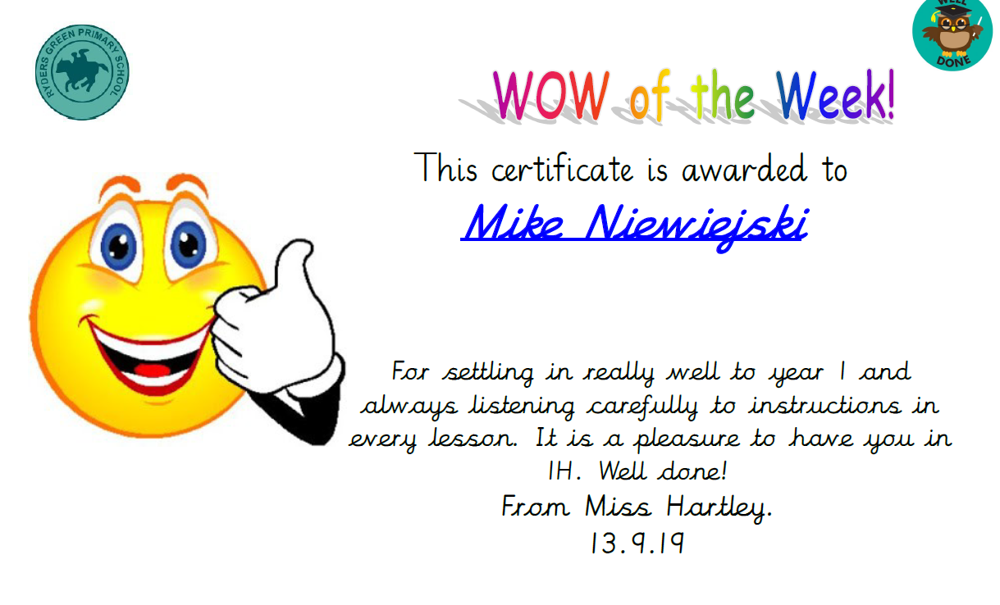 RYDERS GREEN PRIMARY SCHOOL
WELL
DONE
WOW of the Week!
This certificate is awarded to
Mike Niewiejski
For settling in really well to year 1 and
always listening carefully to instructions in
every lesson. It is a pleasure to have you in
1H. Well done!
From Miss Hartley.
13.9.19